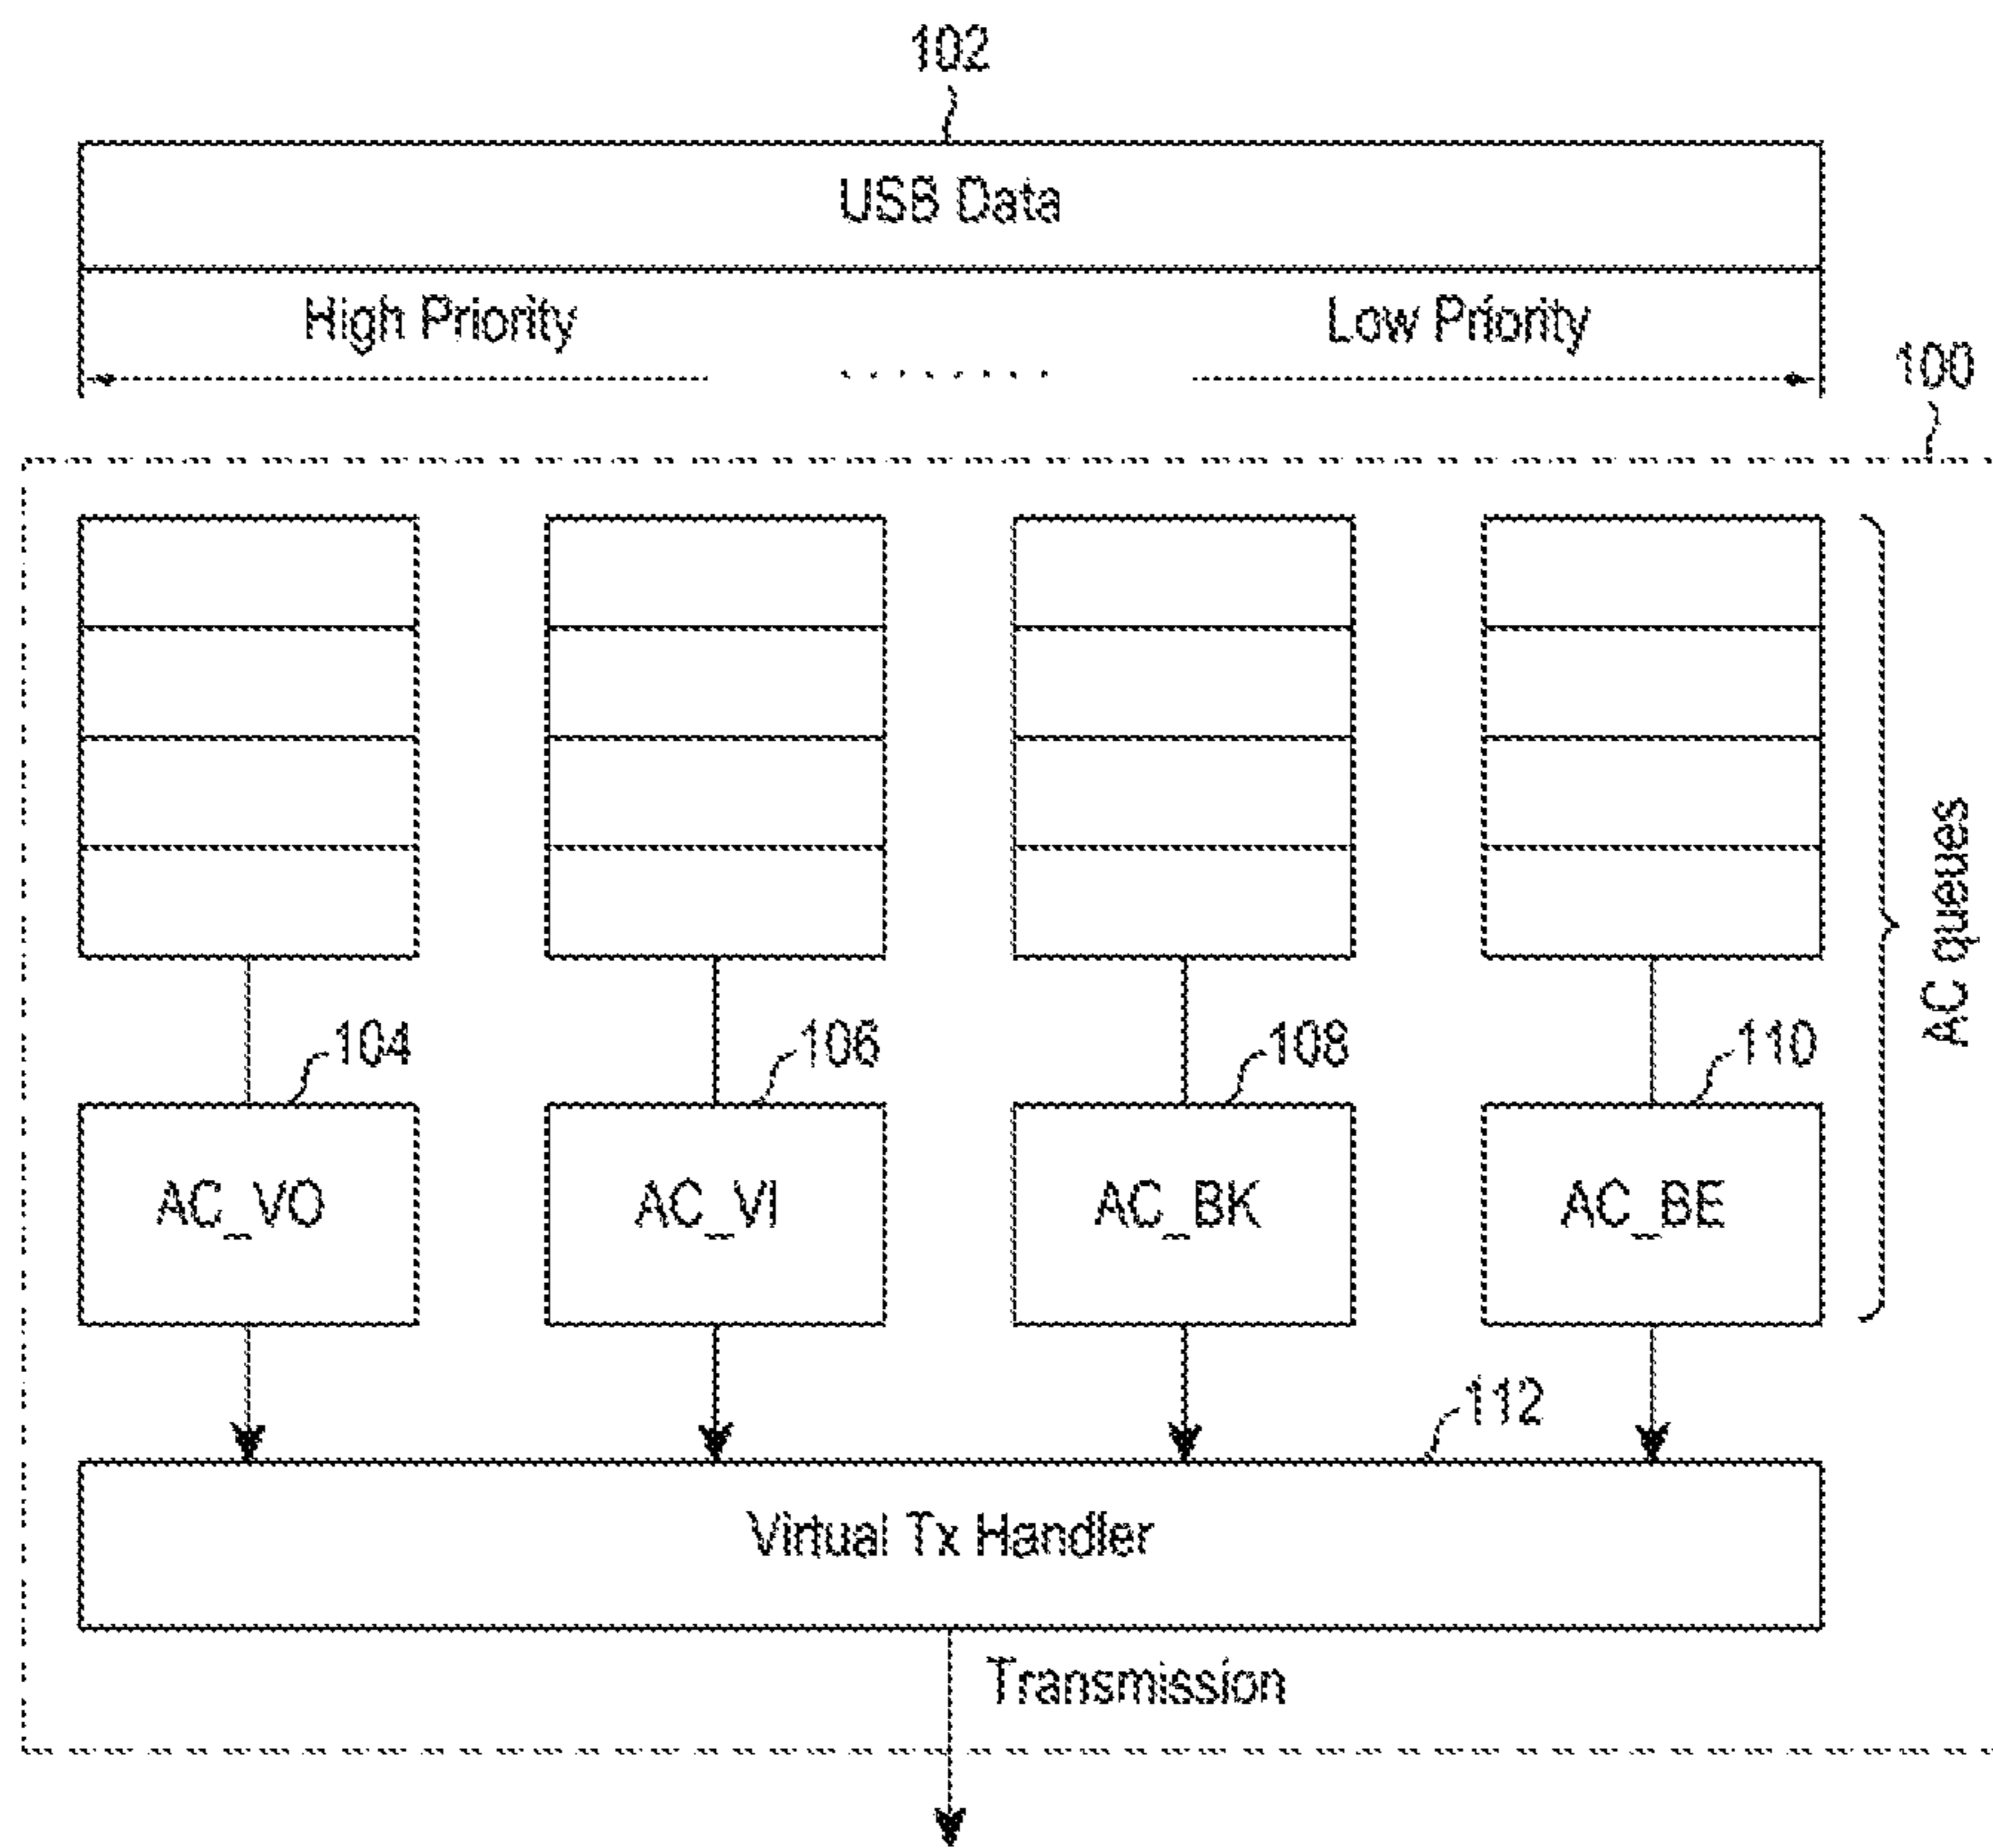 102
USB Data
High Priority
Low Priority
100
AC queues
104
106
108
110
AC_VO
AC_VI
AC_BK
AC_BE
112
Virtual Tx Handler
Transmission